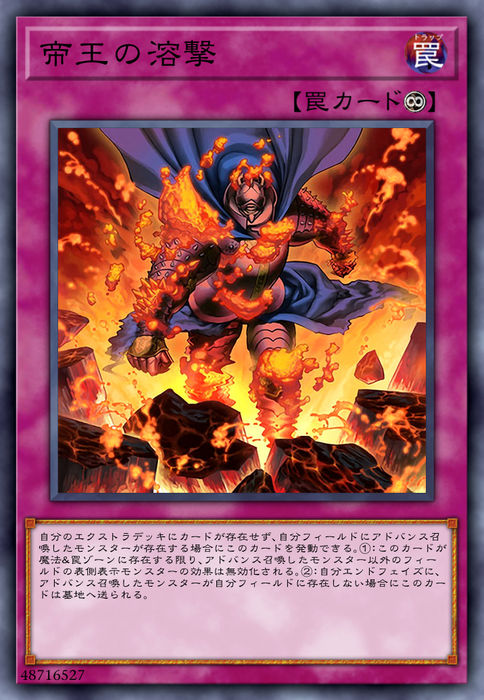 帝王の溶撃
トラップ
罠
【罠カード】
自分のエクストラデッキにカードが存在せず、自分フィールドにアドバンス召
喚したモンスターが存在する場合にこのカードを発動できる。①:このカードが
魔法&罠ゾーンに存在する限り、アドバンス召喚したモンスター以外のフィー
ルドの表側表示モンスターの効果は無効化される。②:自分エンドフェイズに、
アドバンス召喚したモンスターが自分フィールドに存在しない場合にこのカー
ドは墓地へ送られる。
48716527